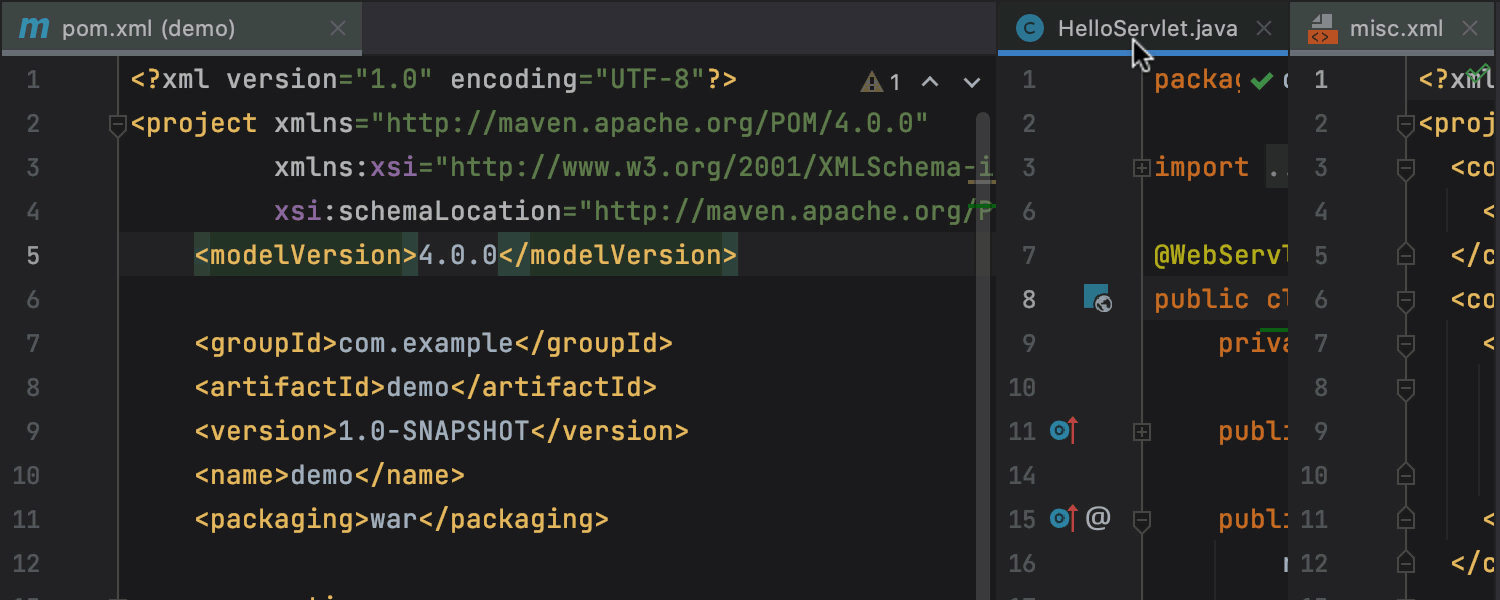 m pom.xml (demo)
1 <?xml version="1.0" encoding="UTF-8"?>
1
2 <project xmlns="http://maven.apache.org/POM/4.0.0"
3 xmlns:xsi="http://www.w3.org/2001/XMLSchema-i
4 xsi:schemaLocation="http://maven.apache.org/P
5 <modelVersion>4.0.0</modelVersion>
6
7 <groupId>com.example</groupId>
8 <artifactId>demo</artifactId>
9 <version>1.0-SNAPSHOT</version>
10 <name>demo</name>
11 <packaging>war</packaging>
12
C HelloServlet.java
1 packag
2
3 import ..
6
7 @WebServl
8 public cl
9 priva
10
11 publi
14
15 @ publi
16
<> misc.xml
1 <?xml
2 <proj
3 <co
4 <
5 </c
6 <co
7 <
8
9
10
11 <
12 </c